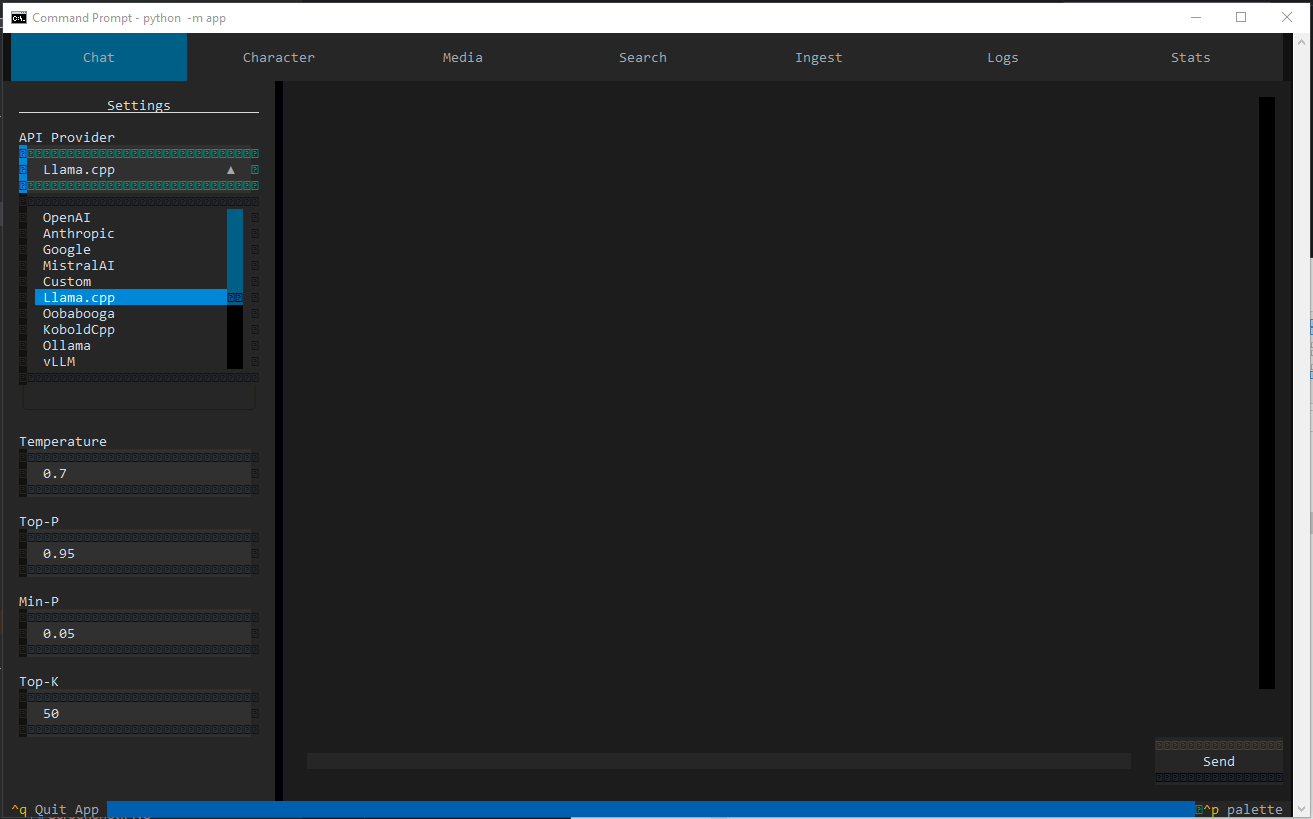 Command Prompt - python -m app
Chat Character Media Search Ingest Logs Stats
Settings
API Provider
Llama.cpp ▲
OpenAI
Anthropic
Google
MistralAI
Custom
Llama.cpp
Oobabooga
KoboldCpp
Ollama
vLLM
Temperature
0.7
Top-P
0.95
Min-P
0.05
Top-K
50
Send
^q Quit App ^p palette